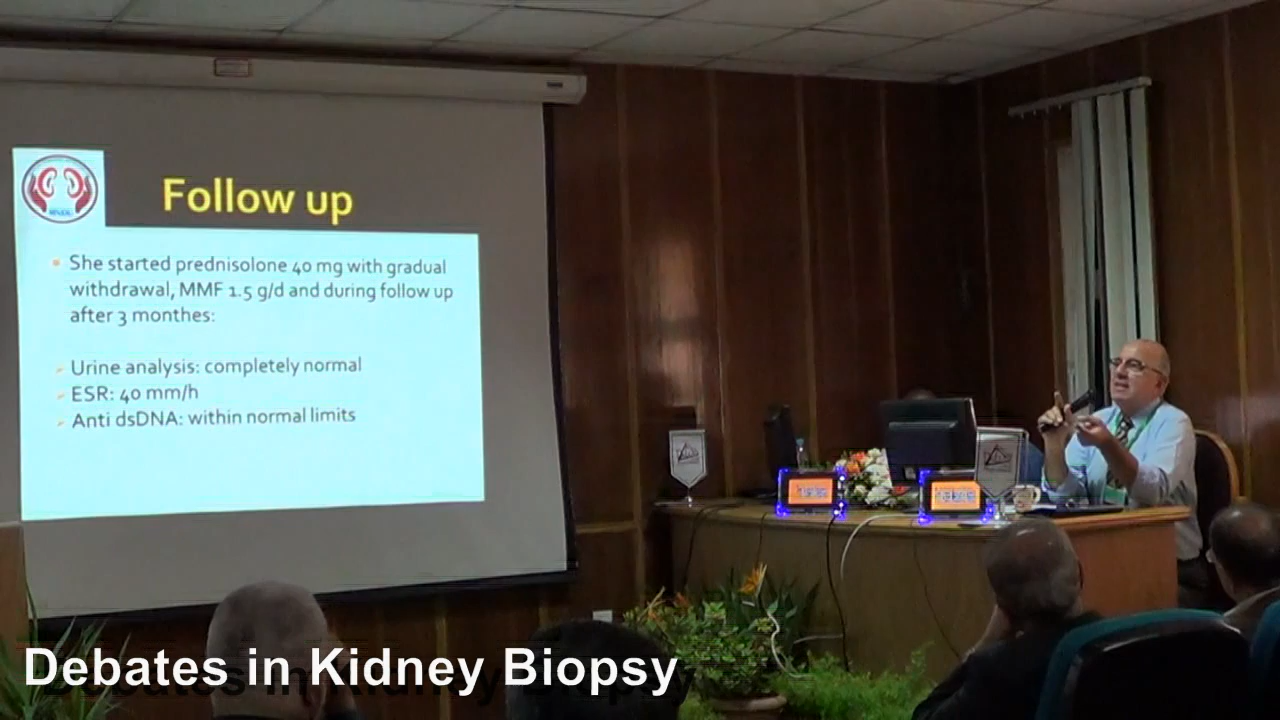 Follow up
She started prednisolone 40 mg with gradual
withdrawal, MMF 1.5 g/d and during follow up
after 3 monthes:
Urine analysis: completely normal
ESR: 40 mm/h
Anti dsDNA: within normal limits
Debates in Kidney Biopsy